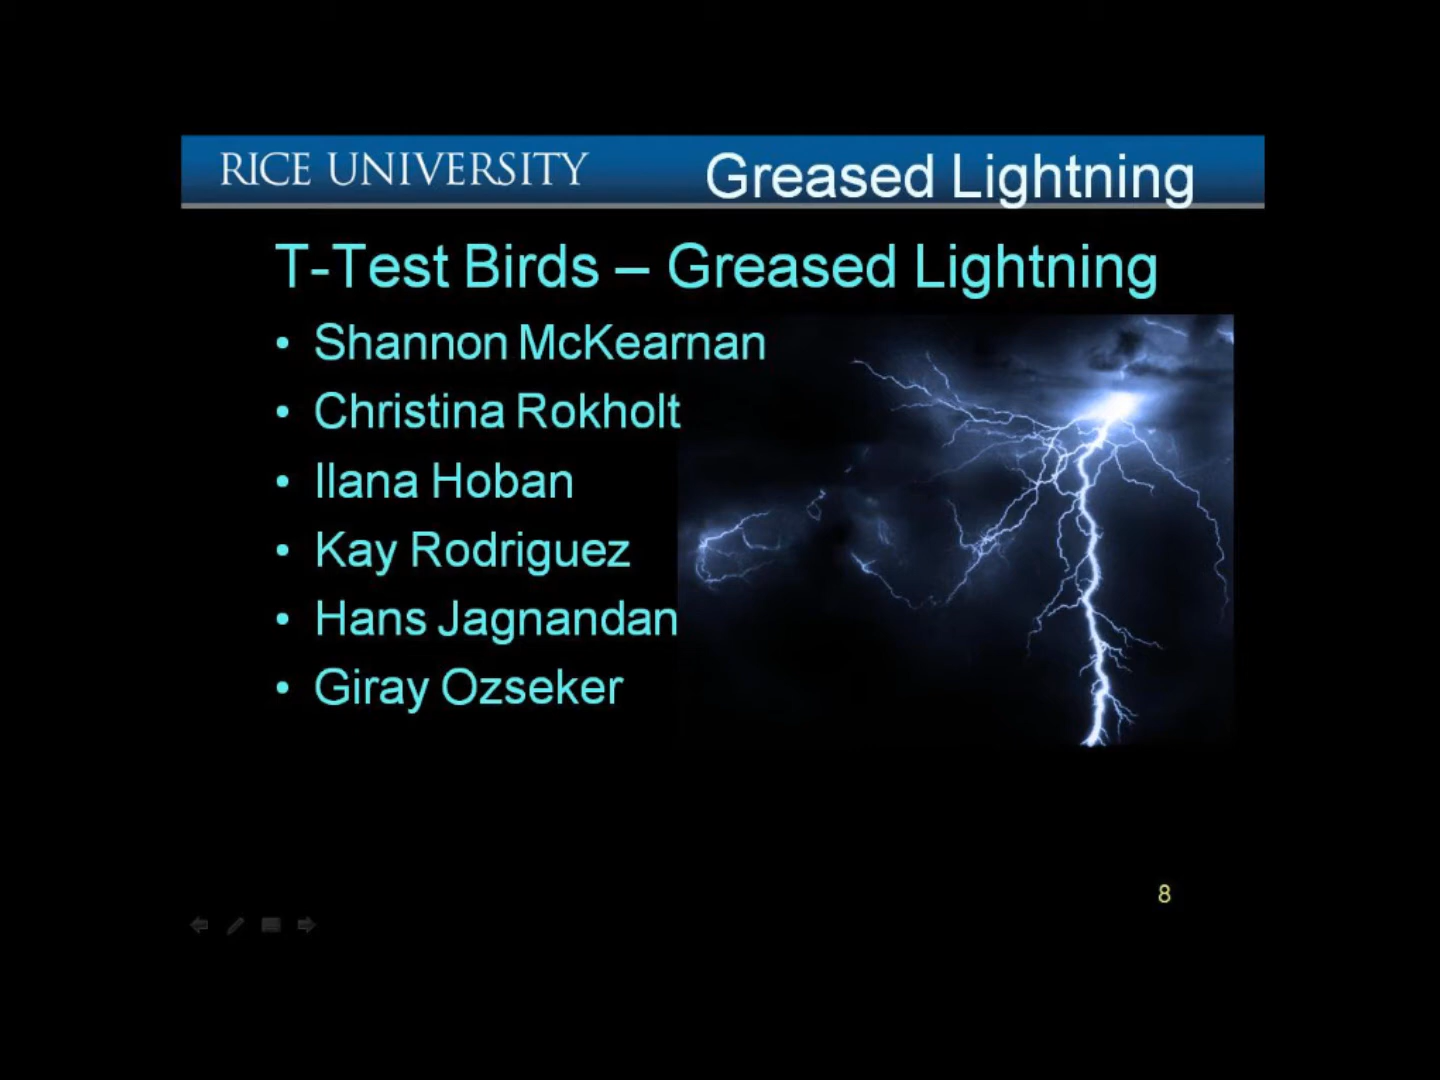 RICE UNIVERSITY
Greased Lightning
T-Test Birds – Greased Lightning
• Shannon McKearnan
• Christina Rokholt
• Ilana Hoban
• Kay Rodriguez
• Hans Jagnandan
• Giray Ozseker
8